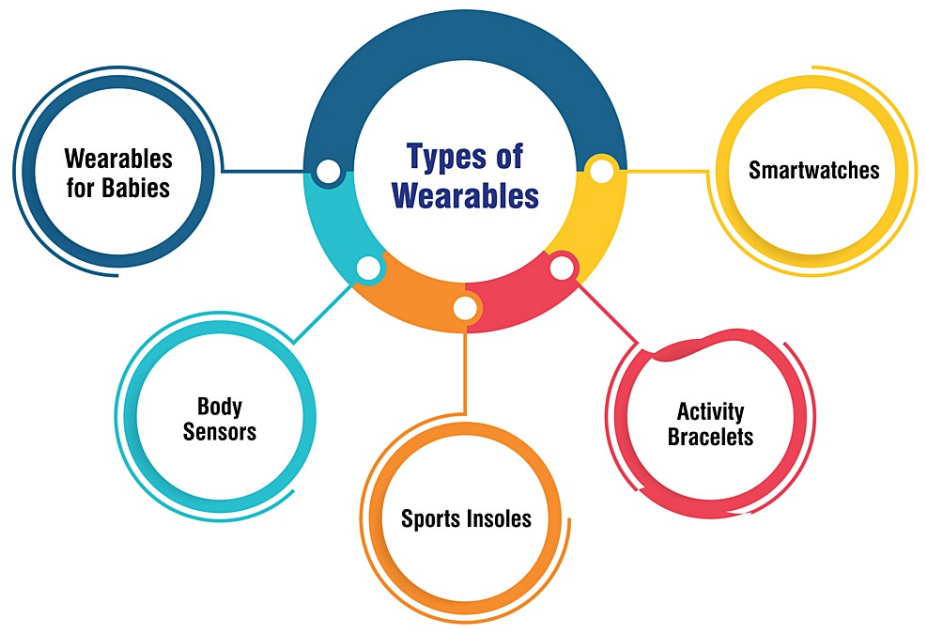 Types of
Wearables
Wearables
for Babies
Smartwatches
Body
Sensors
Activity
Bracelets
Sports Insoles